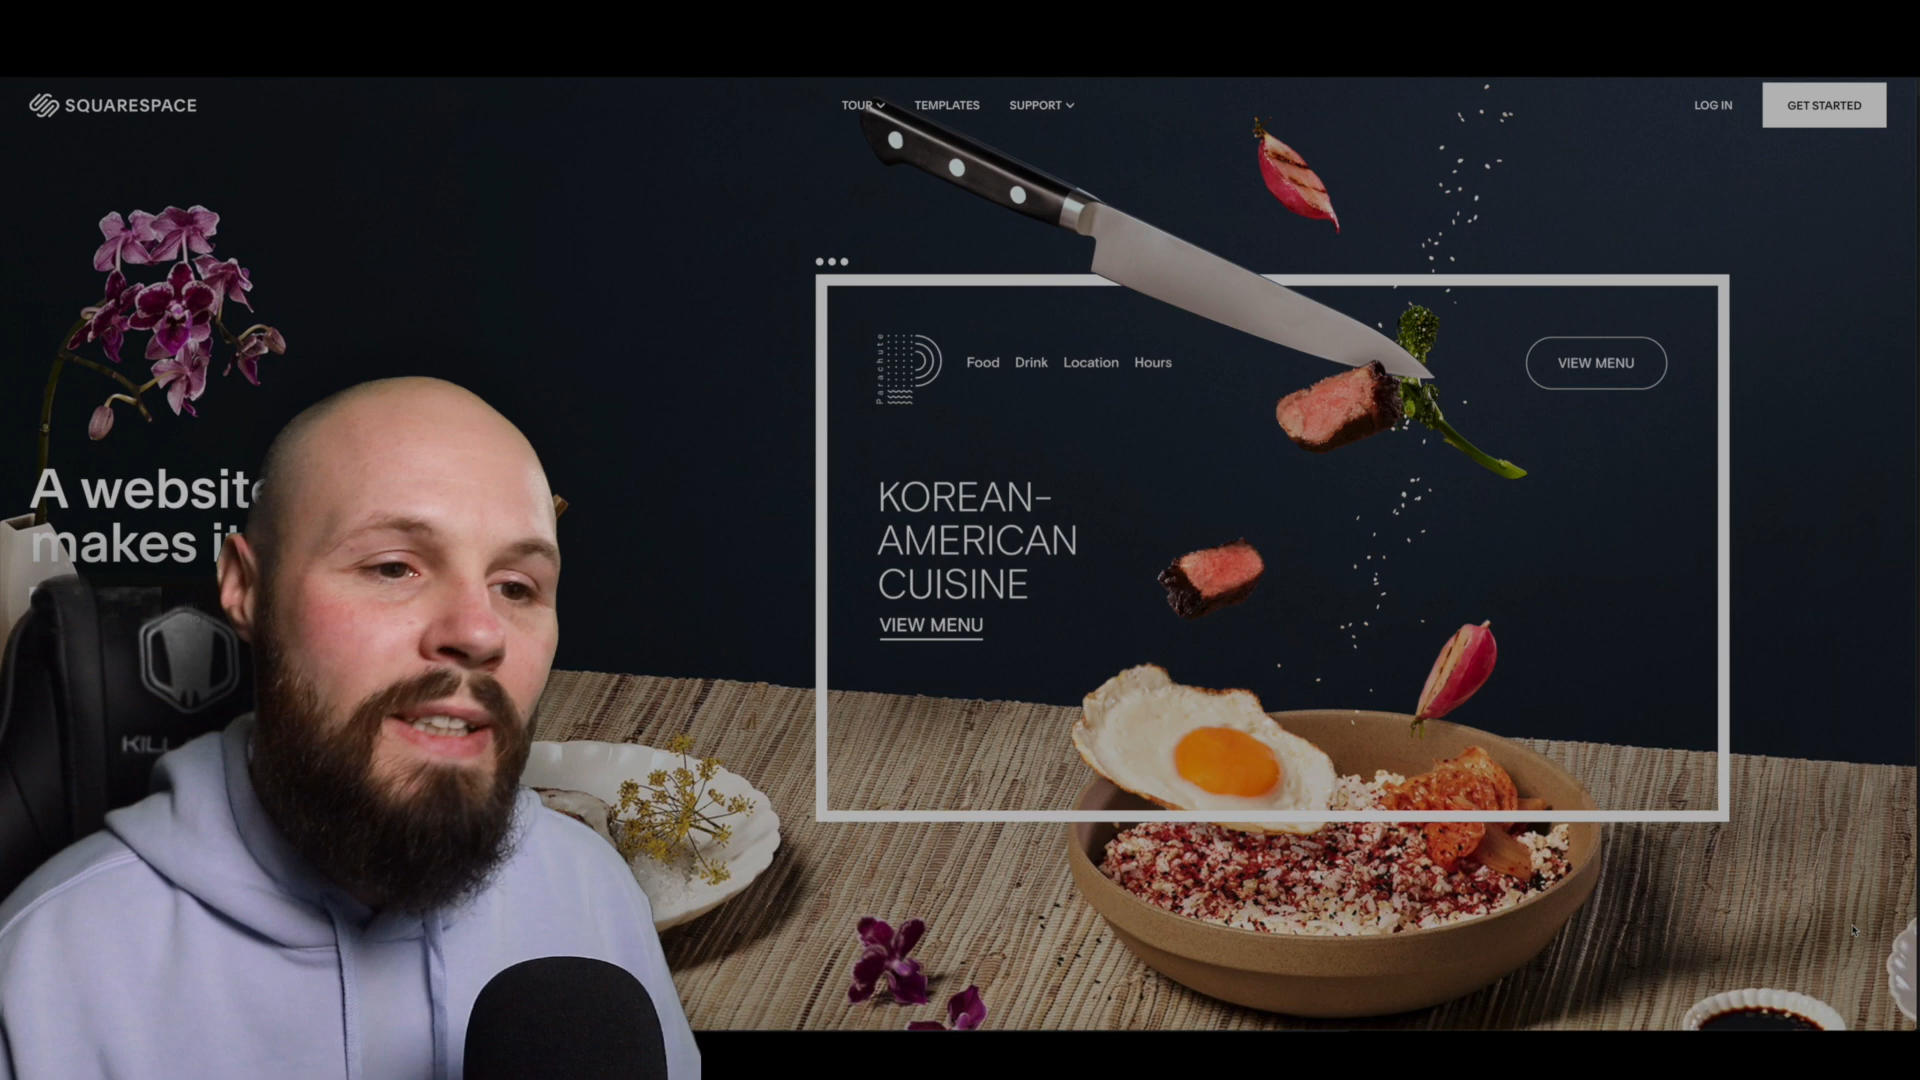 SQUARESPACE
TOUR
TEMPLATES
SUPPORT
LOG IN
GET STARTED
Parachute
Food
Drink
Location
Hours
VIEW MENU
A website
makes it
KOREAN-
AMERICAN
CUISINE
VIEW MENU